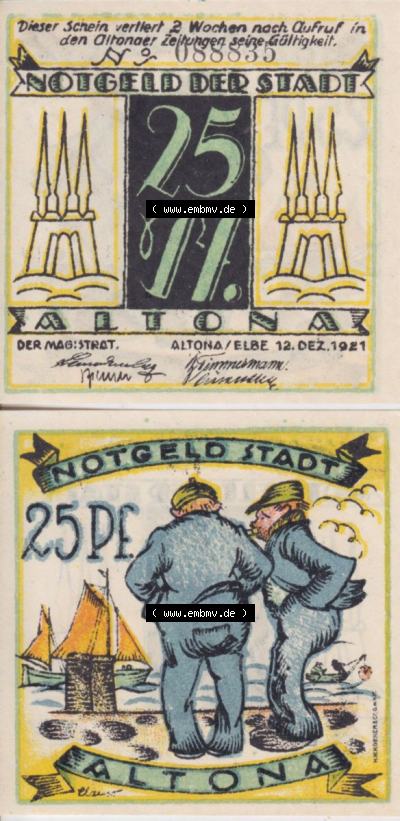 Dieser Schein verliert 2 Wochen nach Aufruf in
den Altonaer Zeitungen seine Gültigkeit.
No 088835
NOTGELD DER STADT
25
( www.embmv.de )
Pf.
ALTONA
DER MAGISTRAT. ALTONA/ELBE 12. DEZ. 1921
NOTGELD STADT
25 Pf.
( www.embmv.de )
ALTONA